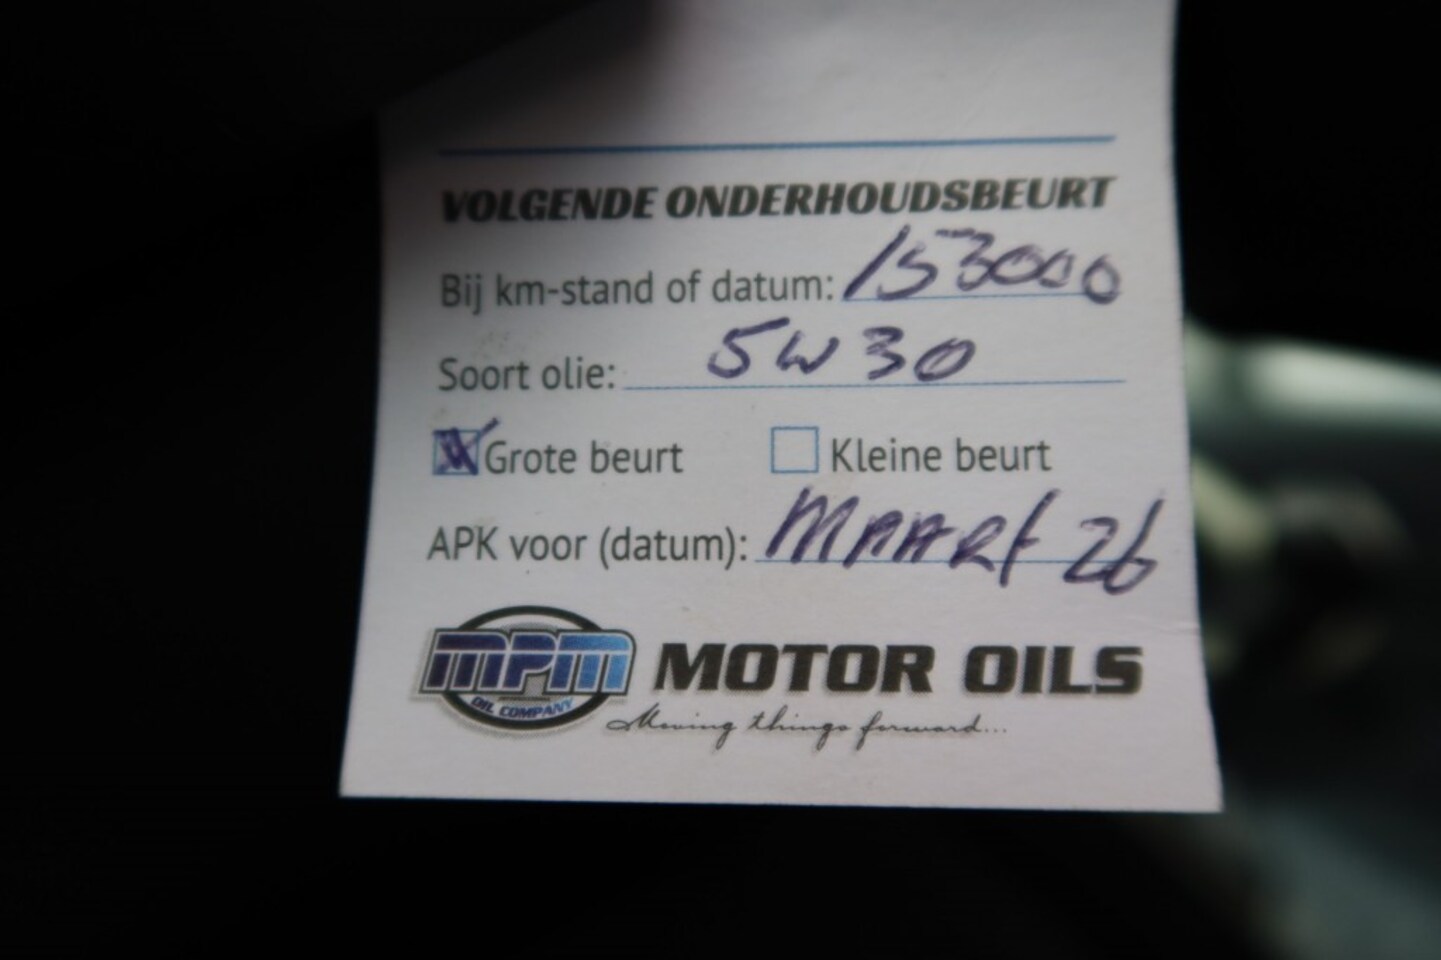 VOLGENDE ONDERHOUDSBEURT
Bij km-stand of datum: 153000
Soort olie: 5W30
Grote beurt Kleine beurt
APK voor (datum): MAART 26
MPM MOTOR OILS
OIL COMPANY
Moving things forward...